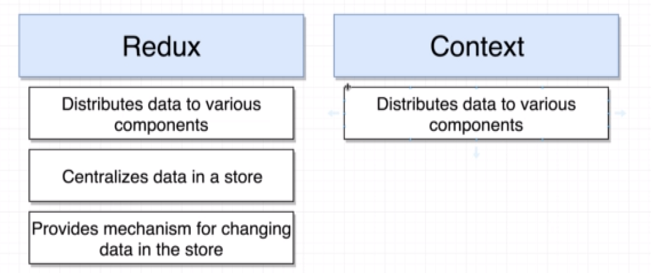 Redux
Distributes data to various
components
Centralizes data in a store
Provides mechanism for changing
data in the store
Context
Distributes data to various
components